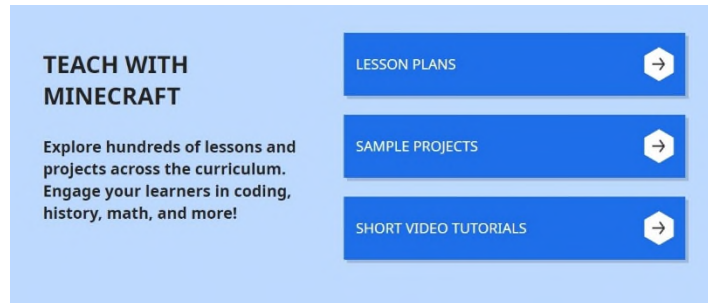 TEACH WITH
MINECRAFT
Explore hundreds of lessons and
projects across the curriculum.
Engage your learners in coding,
history, math, and more!
LESSON PLANS
SAMPLE PROJECTS
SHORT VIDEO TUTORIALS